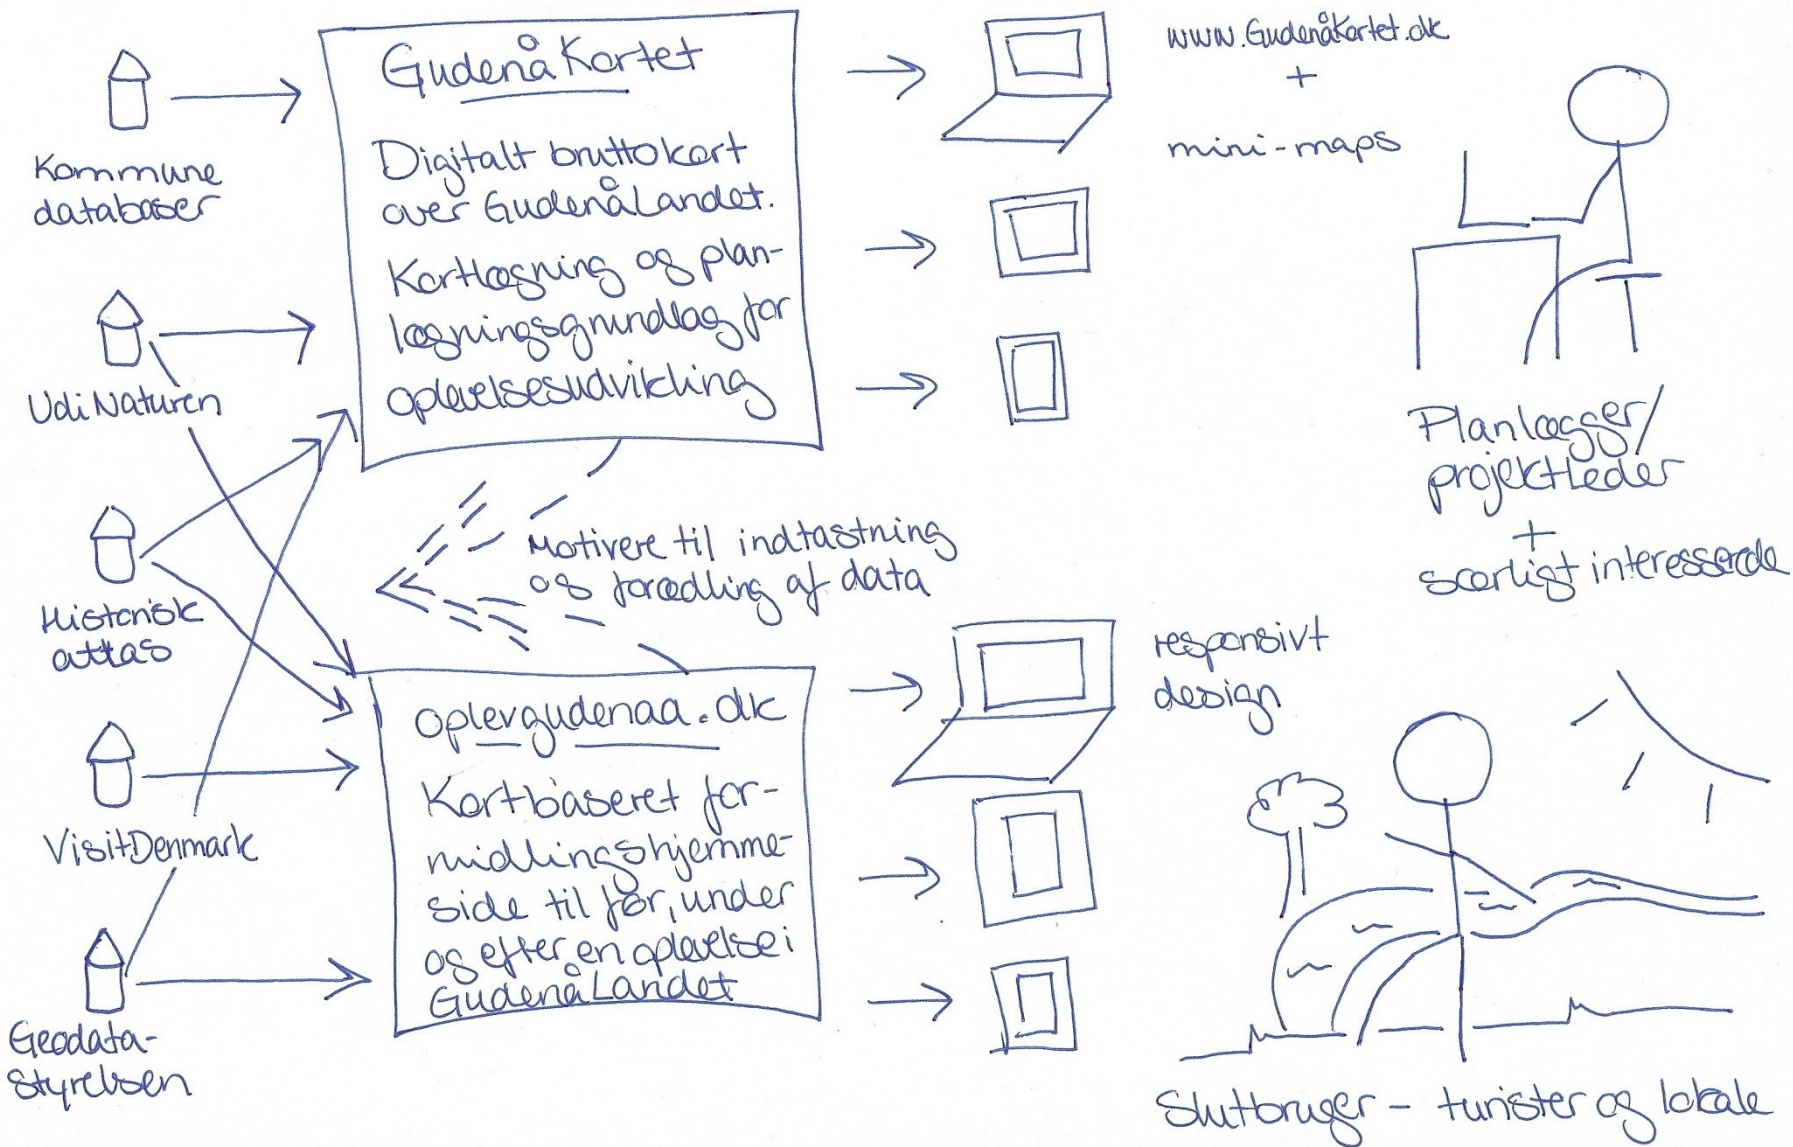 Kommune
databaser
UdiNaturen
Historisk
atlas
VisitDenmark
Geodata-
Styrelsen
GudenåKortet
Digitalt bruttokort
over GudenåLandet.
Kortlægning og plan-
lægningsgrundlag for
oplevelsesudvikling
Motivere til indtastning
og forædling af data
oplevgudenaa.dk
Kortbaseret for-
midlingshjemme-
side til før, under
og efter en oplevelse i
GudenåLandet
www.GudenåKortet.dk
+
mini-maps
Planlægger/
projektleder
+
særligt interesserede
responsivt
design
Slutbruger - turister og lokale